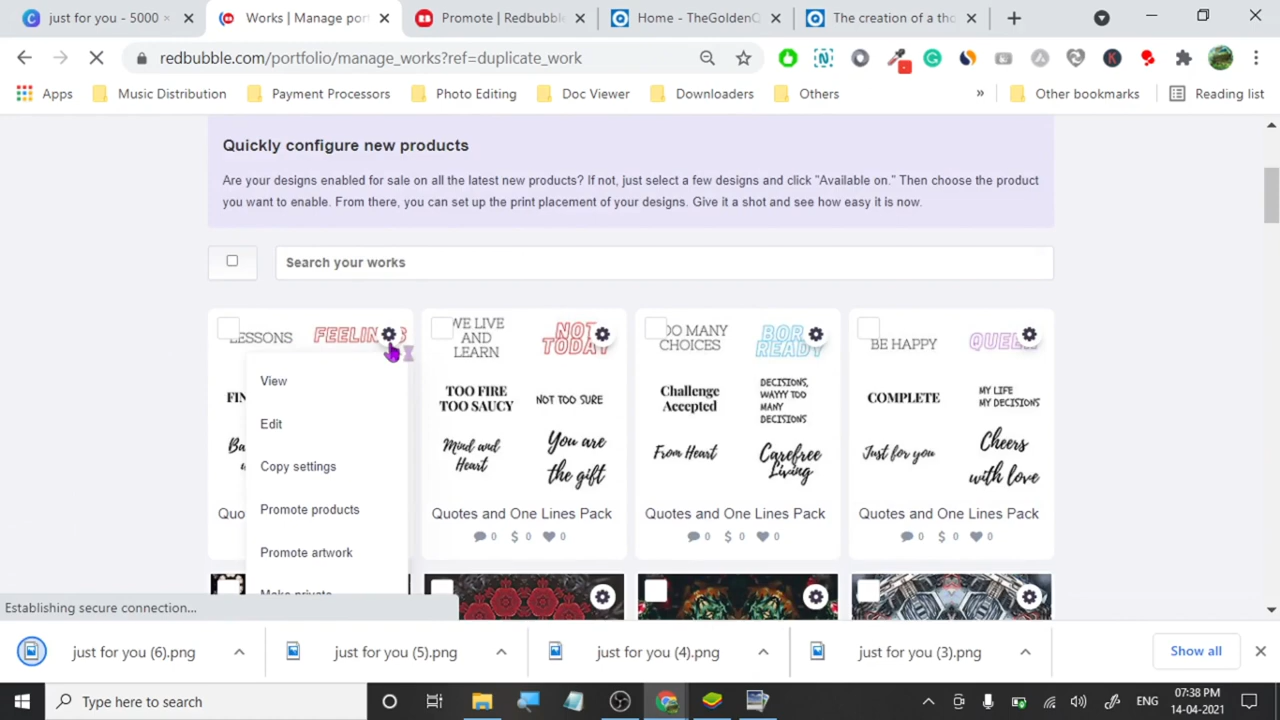 just for you - 5000
Works | Manage port
Promote | Redbubble
Home - TheGoldenQ
The creation of a tho
redbubble.com/portfolio/manage_works?ref=duplicate_work
Apps
Music Distribution
Payment Processors
Photo Editing
Doc Viewer
Downloaders
Others
»
Other bookmarks
Reading list
Quickly configure new products
Are your designs enabled for sale on all the latest new products? If not, just select a few designs and click "Available on." Then choose the product
you want to enable. From there, you can set up the print placement of your designs. Give it a shot and see how easy it is now.
Search your works
LESSONS
FEELINGS
View
Edit
Copy settings
Promote products
Promote artwork
Make private
FIN
Ba
Quo
WE LIVE
AND
LEARN
NOT
TODAY
TOO FIRE
TOO SAUCY
NOT TOO SURE
Mind and
Heart
You are
the gift
Quotes and One Lines Pack
0 $ 0 0
TOO MANY
CHOICES
BOR
READY
Challenge
Accepted
DECISIONS,
WAYYY TOO
MANY
DECISIONS
From Heart
Carefree
Living
Quotes and One Lines Pack
0 $ 0 0
BE HAPPY
QUEEN
COMPLETE
MY LIFE
MY DECISIONS
Just for you
Cheers
with love
Quotes and One Lines Pack
0 $ 0 0
Establishing secure connection...
just for you (6).png
just for you (5).png
just for you (4).png
just for you (3).png
Show all
Type here to search
ENG
07:38 PM
14-04-2021